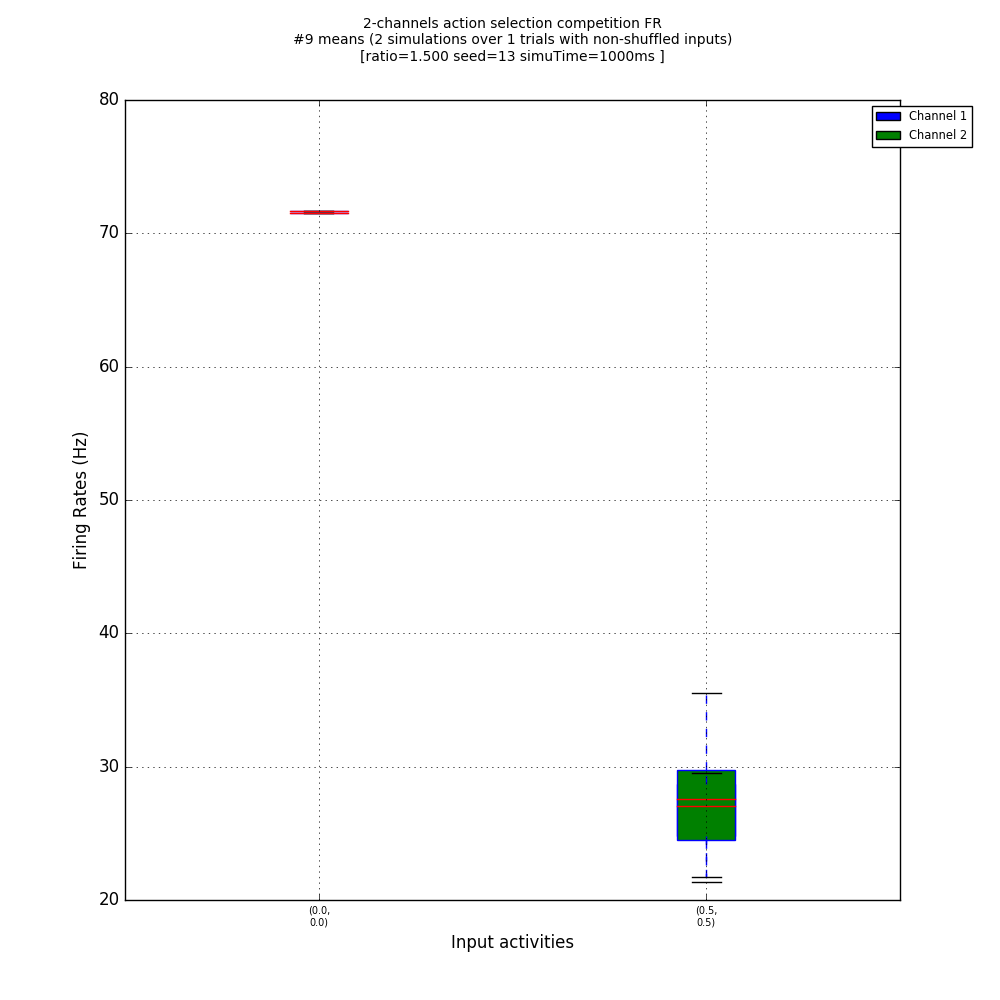 2-channels action selection competition FR
#9 means (2 simulations over 1 trials with non-shuffled inputs)
[ratio=1.500 seed=13 simuTime=1000ms ]
Channel 1
Channel 2
80
70
60
50
40
30
20
Firing Rates (Hz)
(0.0,
0.0)
(0.5,
0.5)
Input activities